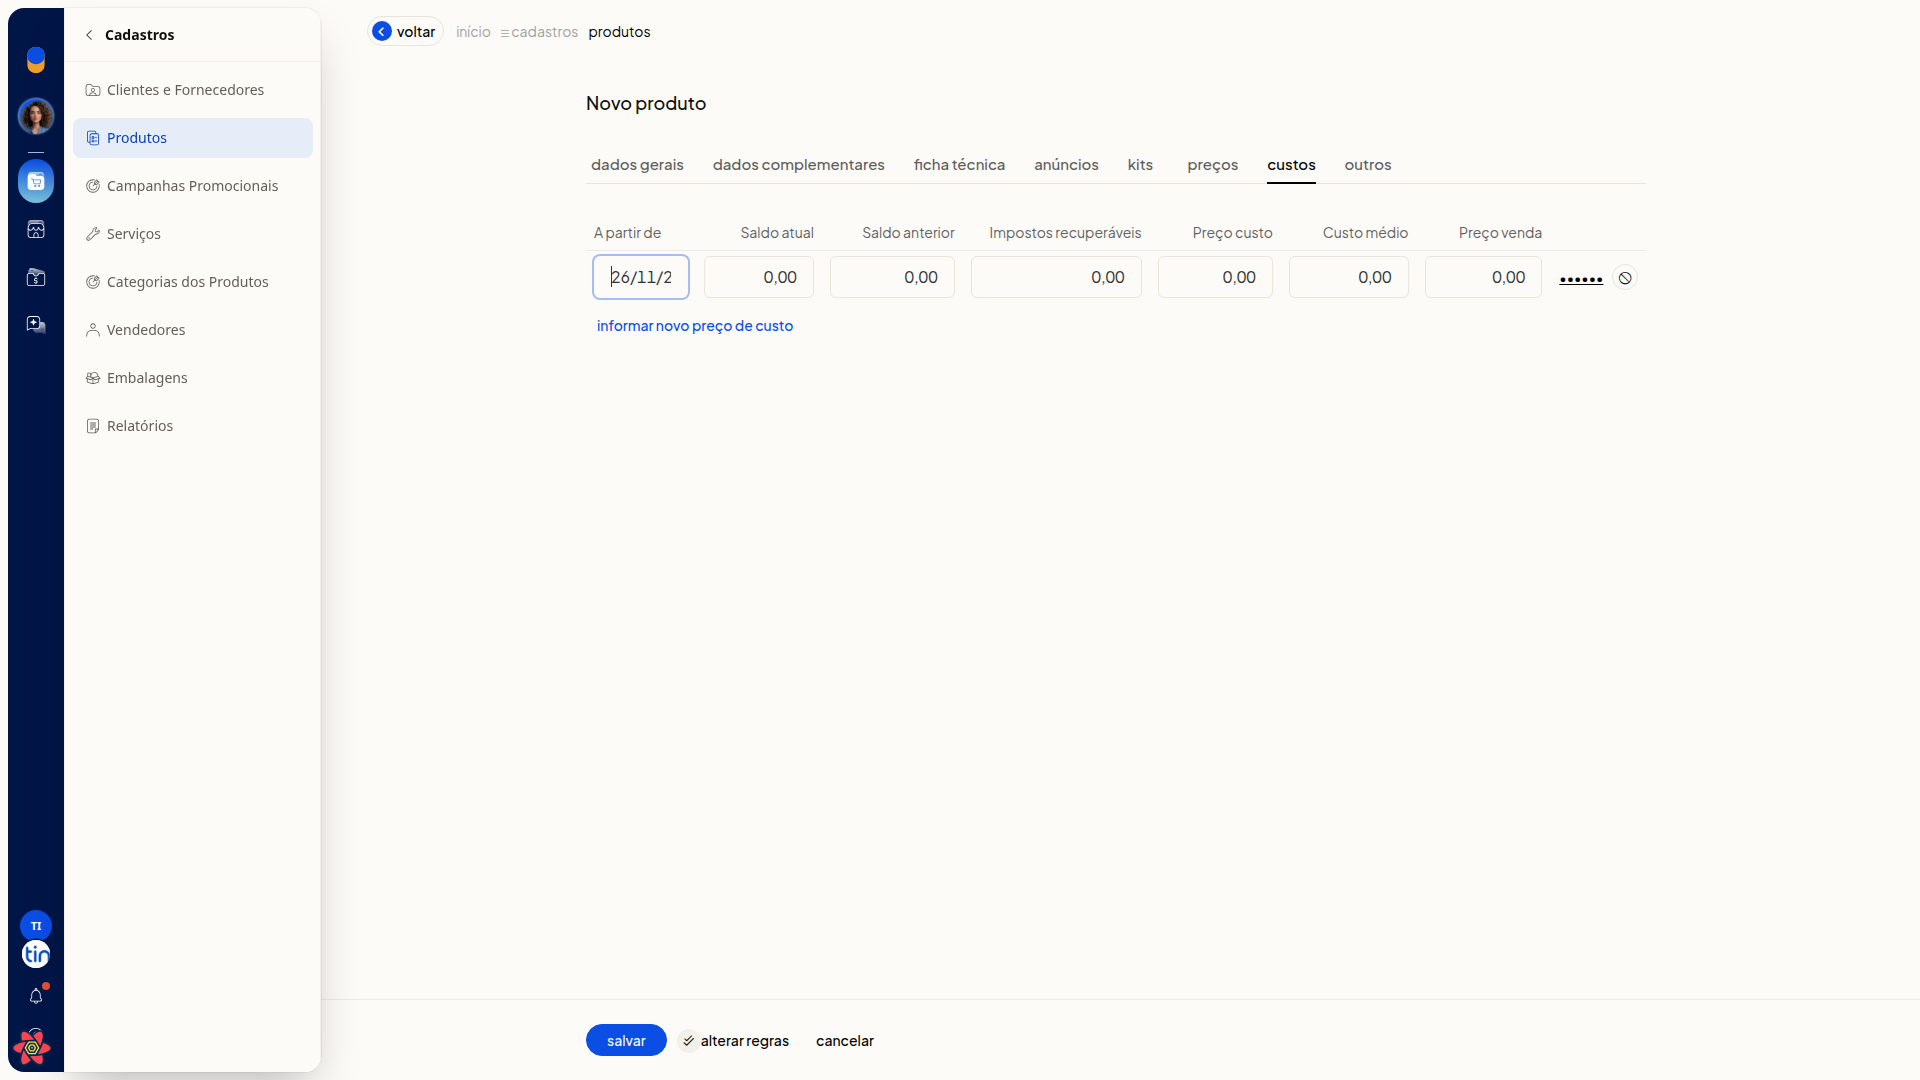 Cadastros
Clientes e Fornecedores
Produtos
Campanhas Promocionais
Serviços
Categorias dos Produtos
Vendedores
Embalagens
Relatórios
TI
tin
voltar início cadastros produtos
Novo produto
dados gerais dados complementares ficha técnica anúncios kits preços custos outros
A partir de Saldo atual Saldo anterior Impostos recuperáveis Preço custo Custo médio Preço venda
26/11/2 0,00 0,00 0,00 0,00 0,00 0,00
informar novo preço de custo
salvar alterar regras cancelar